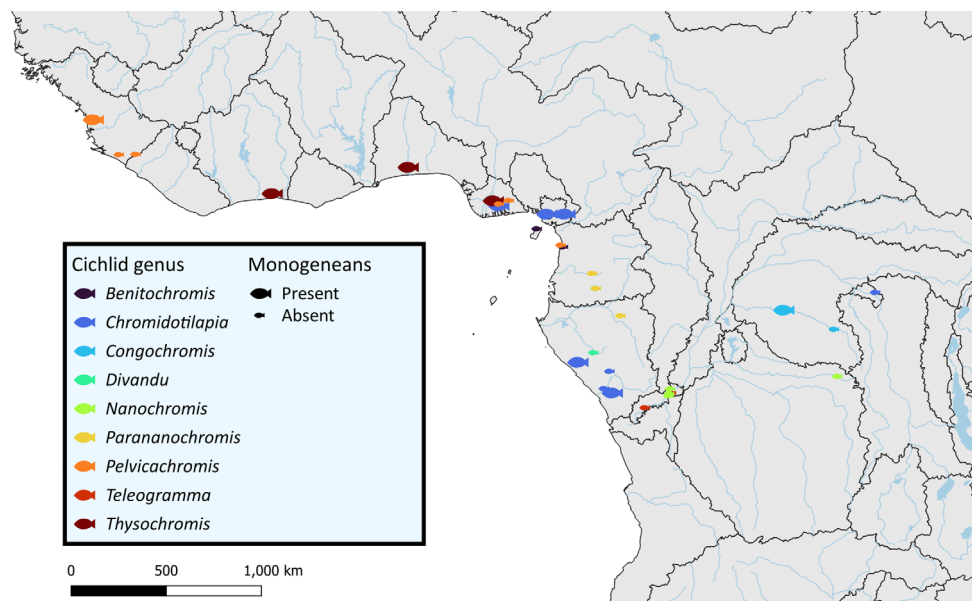 Cichlid genus Monogeneans
Benitochromis Present
Chromidotilapia Absent
Congochromis
Divandu
Nanochromis
Parananochromis
Pelvicachromis
Teleogramma
Thysochromis
0 500 1,000 km